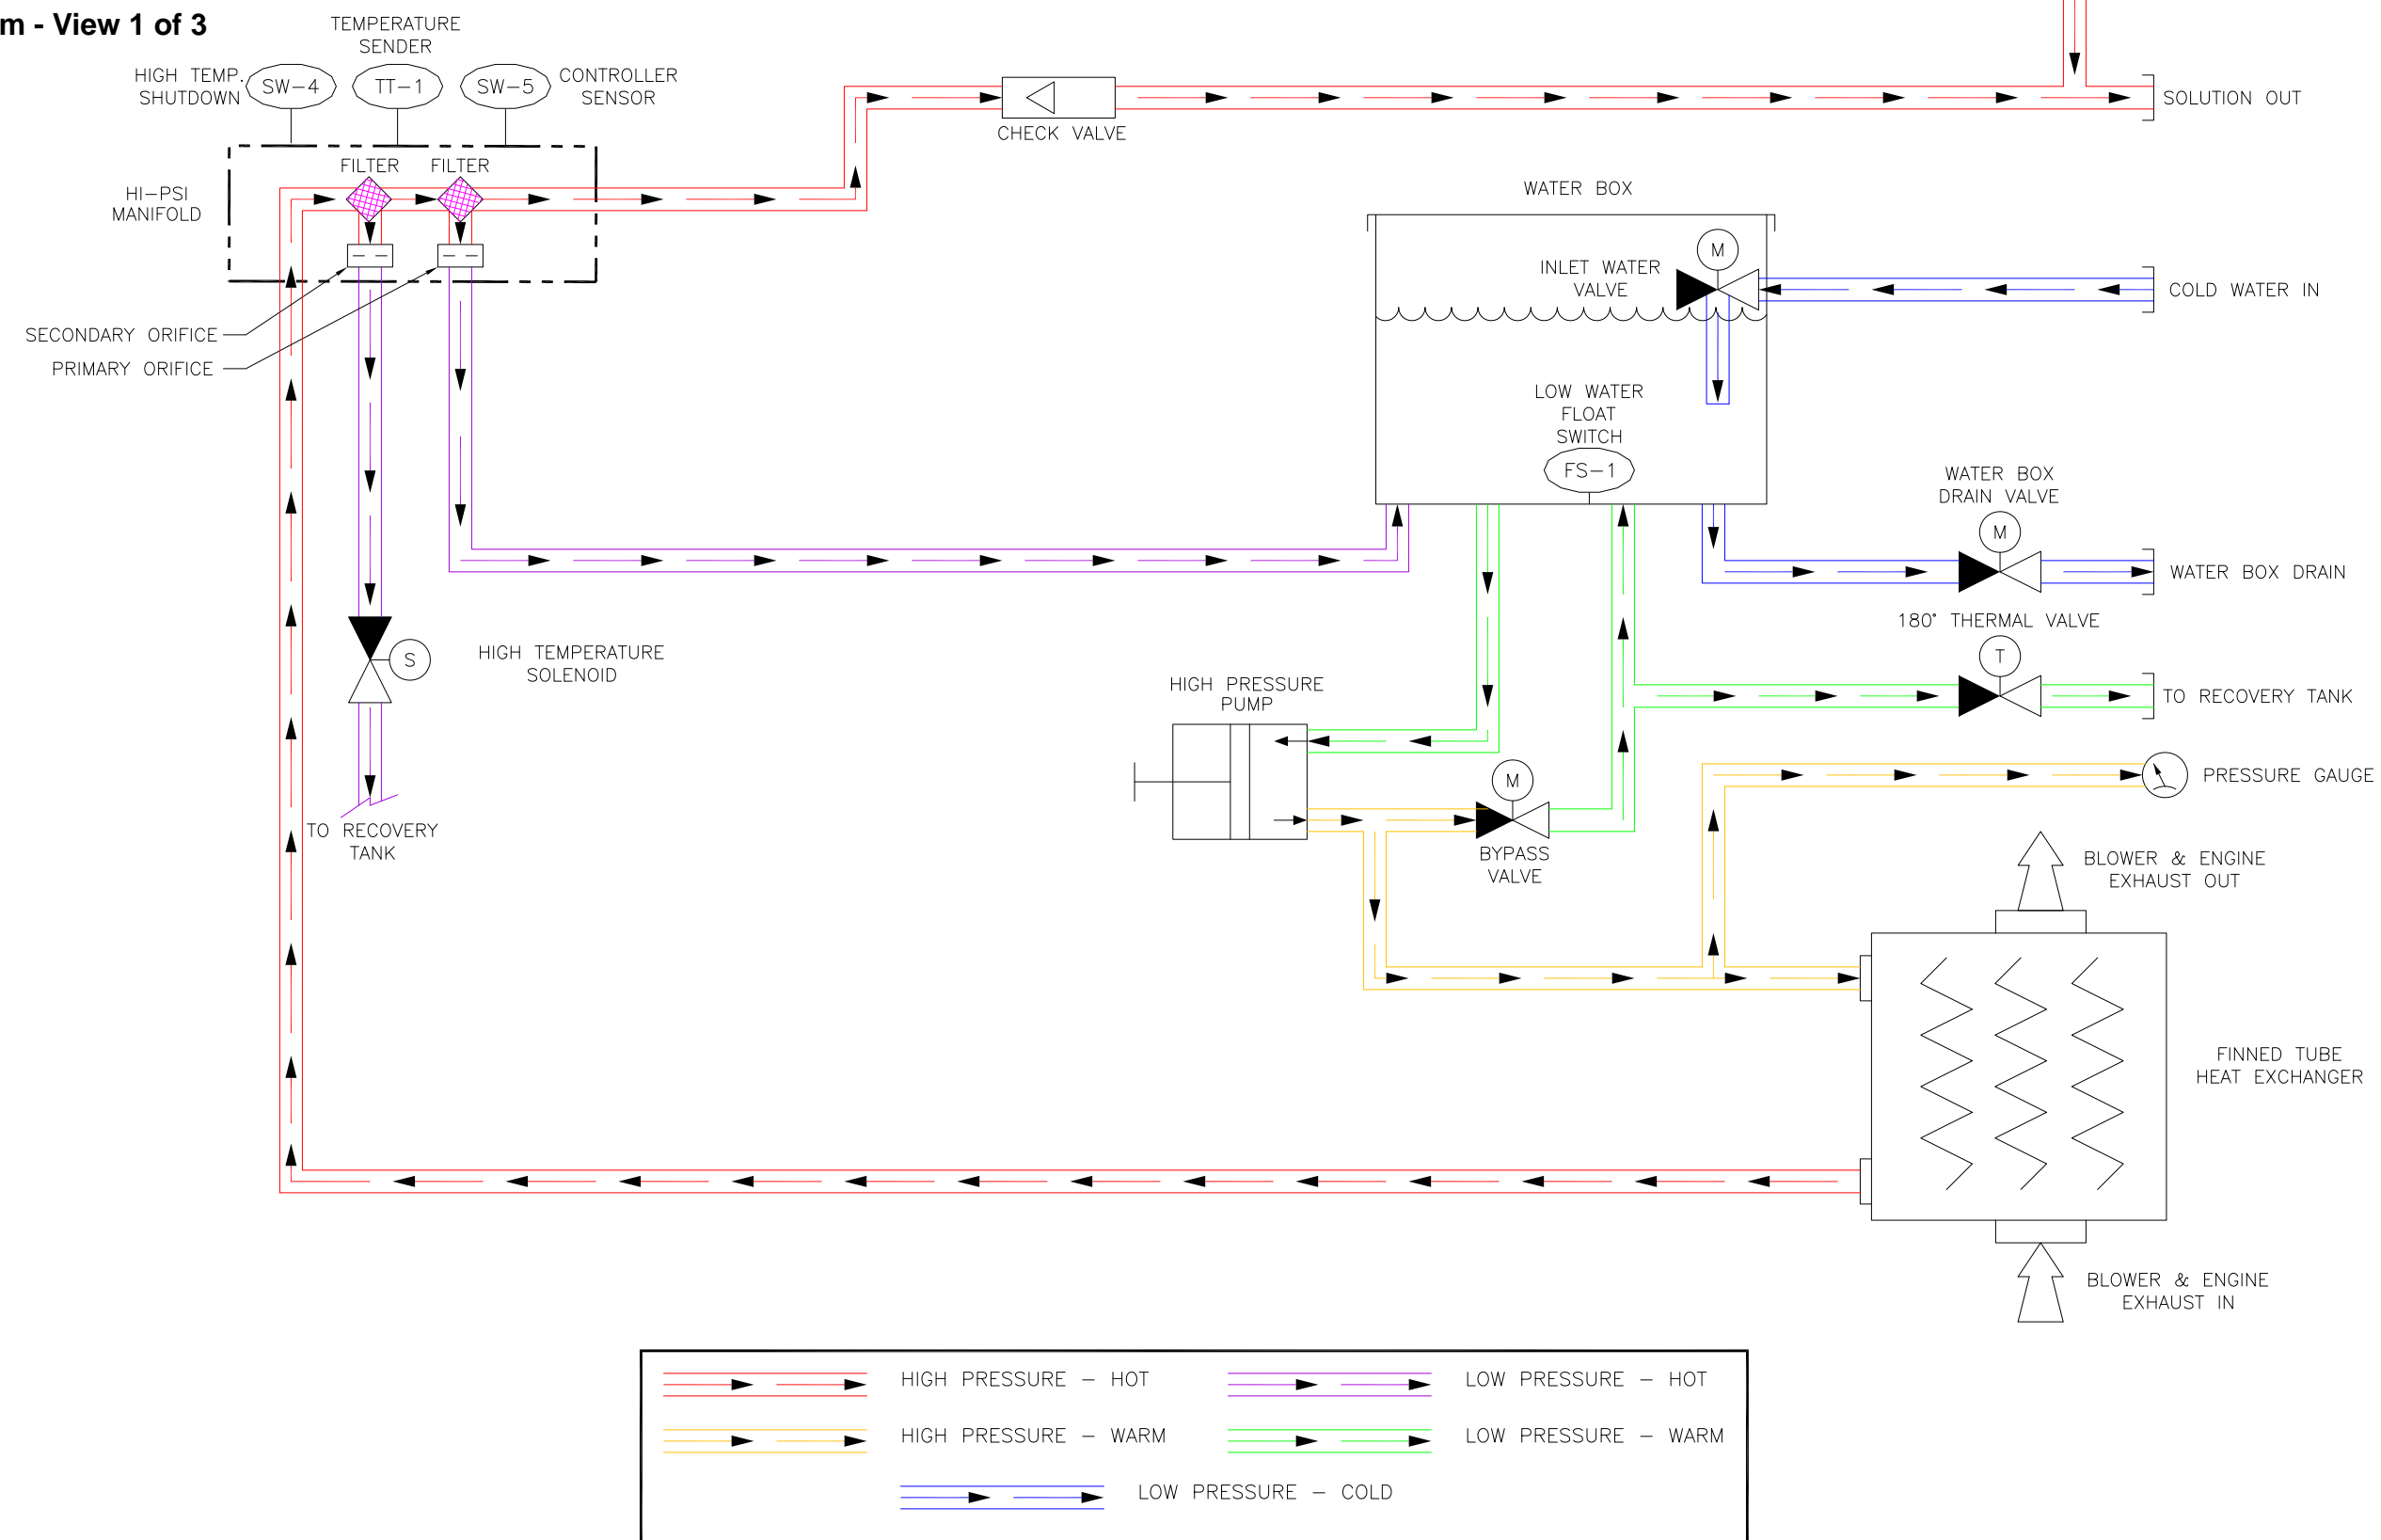 m - View 1 of 3
TEMPERATURE
SENDER
HIGH TEMP.
SHUTDOWN
SW-4
TT-1
SW-5
CONTROLLER
SENSOR
CHECK VALVE
SOLUTION OUT
FILTER
FILTER
HI-PSI
MANIFOLD
SECONDARY ORIFICE
PRIMARY ORIFICE
WATER BOX
M
INLET WATER
VALVE
COLD WATER IN
LOW WATER
FLOAT
SWITCH
FS-1
WATER BOX
DRAIN VALVE
M
WATER BOX DRAIN
180° THERMAL VALVE
T
TO RECOVERY TANK
S
HIGH TEMPERATURE
SOLENOID
HIGH PRESSURE
PUMP
M
BYPASS
VALVE
PRESSURE GAUGE
TO RECOVERY
TANK
BLOWER & ENGINE
EXHAUST OUT
FINNED TUBE
HEAT EXCHANGER
BLOWER & ENGINE
EXHAUST IN
HIGH PRESSURE - HOT
LOW PRESSURE - HOT
HIGH PRESSURE - WARM
LOW PRESSURE - WARM
LOW PRESSURE - COLD